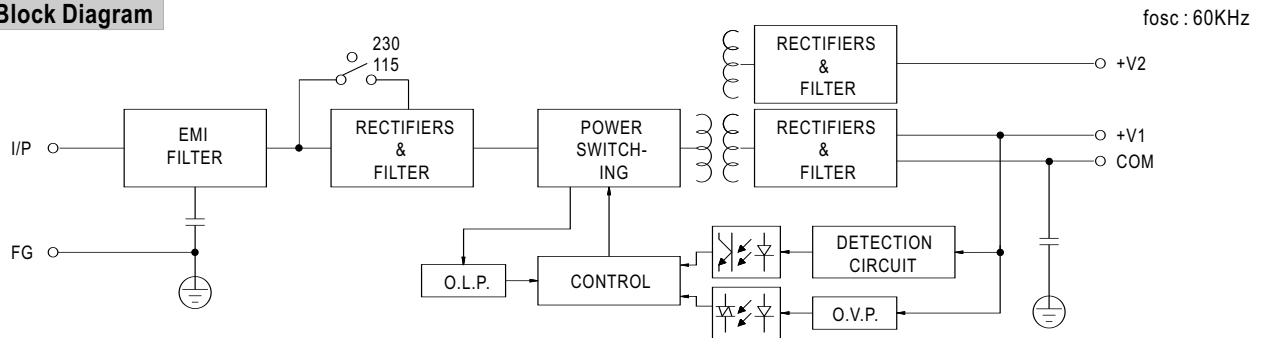 Block Diagram
fosc : 60KHz
230
115
RECTIFIERS
&
FILTER
+V2
I/P
EMI
FILTER
RECTIFIERS
&
FILTER
POWER
SWITCH-
ING
RECTIFIERS
&
FILTER
+V1
COM
FG
O.L.P.
CONTROL
DETECTION
CIRCUIT
O.V.P.